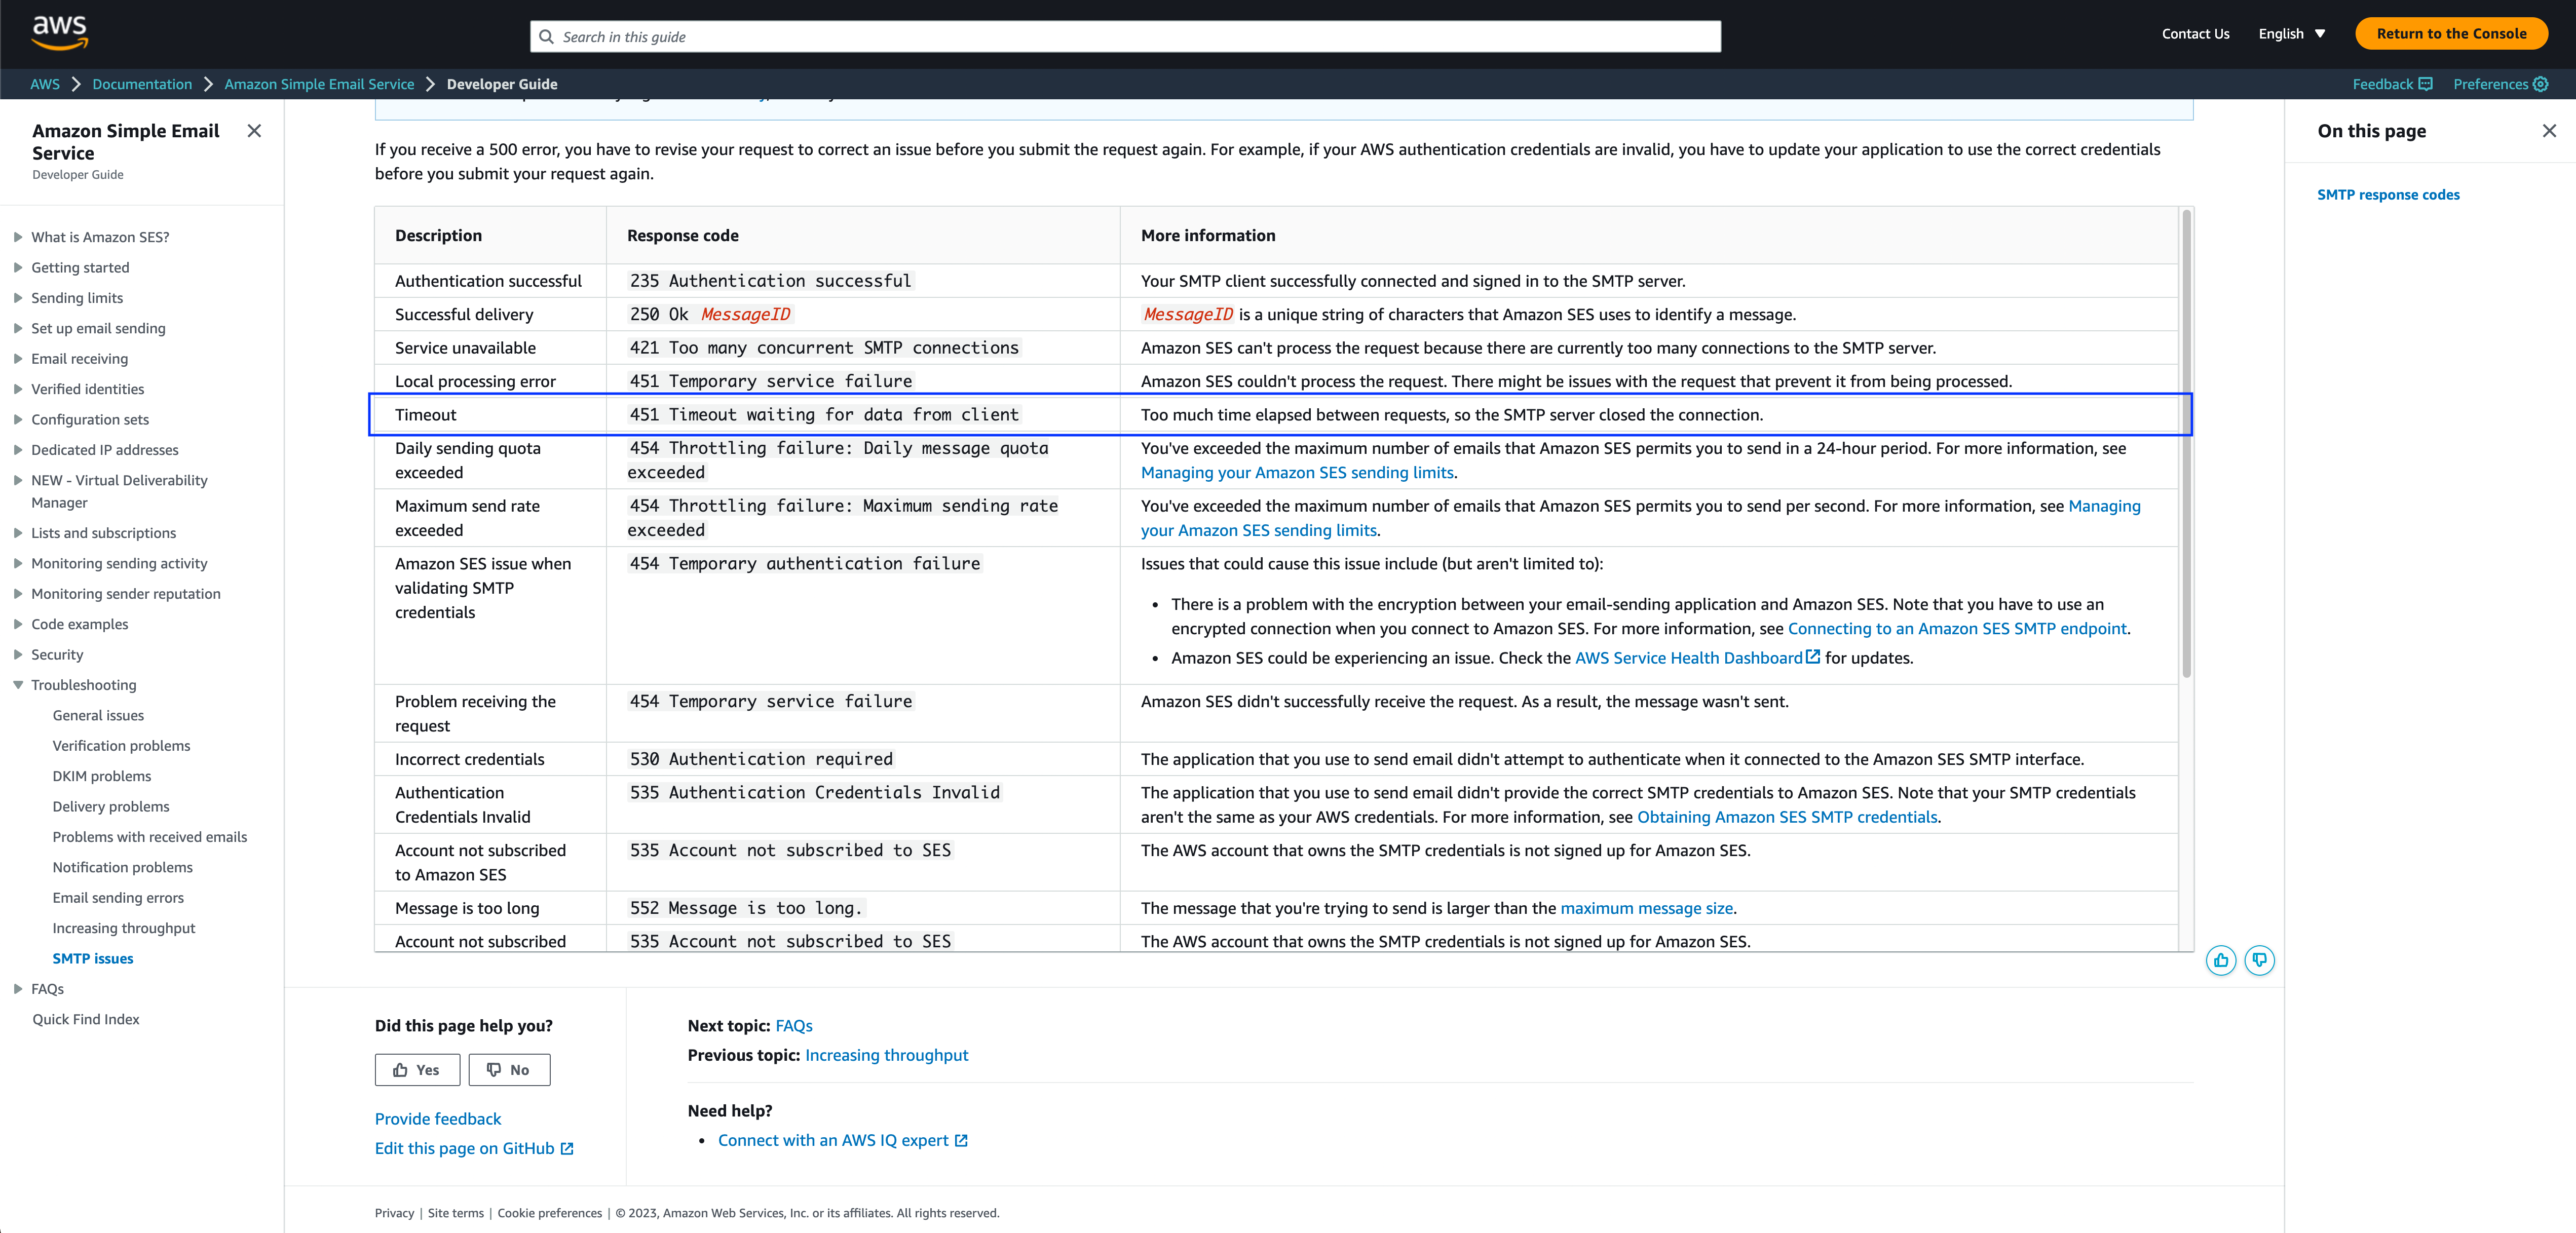 aws
Search in this guide
Contact Us
English
Return to the Console
AWS
Documentation
Amazon Simple Email Service
Developer Guide
Feedback
Preferences
Amazon Simple Email
Service
Developer Guide
What is Amazon SES?
Getting started
Sending limits
Set up email sending
Email receiving
Verified identities
Configuration sets
Dedicated IP addresses
NEW - Virtual Deliverability
Manager
Lists and subscriptions
Monitoring sending activity
Monitoring sender reputation
Code examples
Security
Troubleshooting
General issues
Verification problems
DKIM problems
Delivery problems
Problems with received emails
Notification problems
Email sending errors
Increasing throughput
SMTP issues
FAQs
Quick Find Index
If you receive a 500 error, you have to revise your request to correct an issue before you submit the request again. For example, if your AWS authentication credentials are invalid, you have to update your application to use the correct credentials
before you submit your request again.
Description Response code More information
Authentication successful 235 Authentication successful Your SMTP client successfully connected and signed in to the SMTP server.
Successful delivery 250 Ok MessageID MessageID is a unique string of characters that Amazon SES uses to identify a message.
Service unavailable 421 Too many concurrent SMTP connections Amazon SES can't process the request because there are currently too many connections to the SMTP server.
Local processing error 451 Temporary service failure Amazon SES couldn't process the request. There might be issues with the request that prevent it from being processed.
Timeout 451 Timeout waiting for data from client Too much time elapsed between requests, so the SMTP server closed the connection.
Daily sending quota 454 Throttling failure: Daily message quota You've exceeded the maximum number of emails that Amazon SES permits you to send in a 24-hour period. For more information, see
exceeded exceeded Managing your Amazon SES sending limits.
Maximum send rate 454 Throttling failure: Maximum sending rate You've exceeded the maximum number of emails that Amazon SES permits you to send per second. For more information, see Managing
exceeded exceeded your Amazon SES sending limits.
Amazon SES issue when 454 Temporary authentication failure Issues that could cause this issue include (but aren't limited to):
validating SMTP
credentials
• There is a problem with the encryption between your email-sending application and Amazon SES. Note that you have to use an
encrypted connection when you connect to Amazon SES. For more information, see Connecting to an Amazon SES SMTP endpoint.
• Amazon SES could be experiencing an issue. Check the AWS Service Health Dashboard for updates.
Problem receiving the 454 Temporary service failure Amazon SES didn't successfully receive the request. As a result, the message wasn't sent.
request
Incorrect credentials 530 Authentication required The application that you use to send email didn't attempt to authenticate when it connected to the Amazon SES SMTP interface.
Authentication 535 Authentication Credentials Invalid The application that you use to send email didn't provide the correct SMTP credentials to Amazon SES. Note that your SMTP credentials
Credentials Invalid aren't the same as your AWS credentials. For more information, see Obtaining Amazon SES SMTP credentials.
Account not subscribed 535 Account not subscribed to SES The AWS account that owns the SMTP credentials is not signed up for Amazon SES.
to Amazon SES
Message is too long 552 Message is too long. The message that you're trying to send is larger than the maximum message size.
Account not subscribed 535 Account not subscribed to SES The AWS account that owns the SMTP credentials is not signed up for Amazon SES.
Did this page help you?
Yes No
Provide feedback
Edit this page on GitHub
Next topic: FAQs
Previous topic: Increasing throughput
Need help?
• Connect with an AWS IQ expert
Privacy | Site terms | Cookie preferences | © 2023, Amazon Web Services, Inc. or its affiliates. All rights reserved.
On this page
SMTP response codes